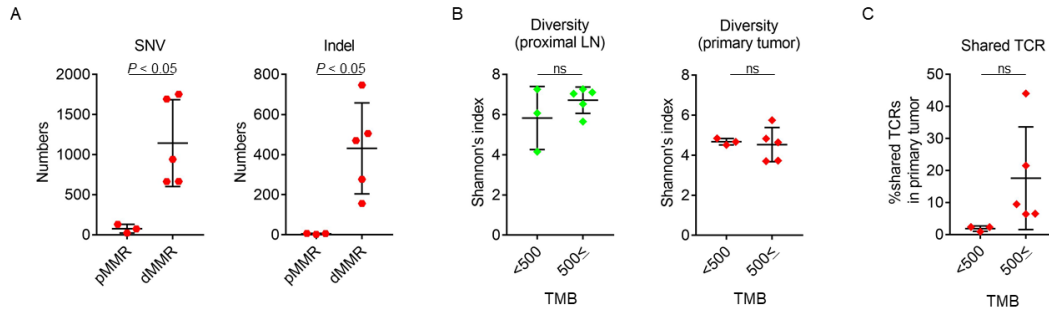 A
SNV
P < 0.05
2000
1500
1000
500
0
Numbers
pMMR
dMMR
Indel
P < 0.05
800
600
400
200
0
Numbers
pMMR
dMMR
B
Diversity
(proximal LN)
ns
8
6
4
2
0
Shannon's index
<500
500≤
TMB
Diversity
(primary tumor)
ns
8
6
4
2
0
Shannon's index
<500
500≤
TMB
C
Shared TCR
ns
50
40
30
20
10
0
%shared TCRs
in primary tumor
<500
500≤
TMB